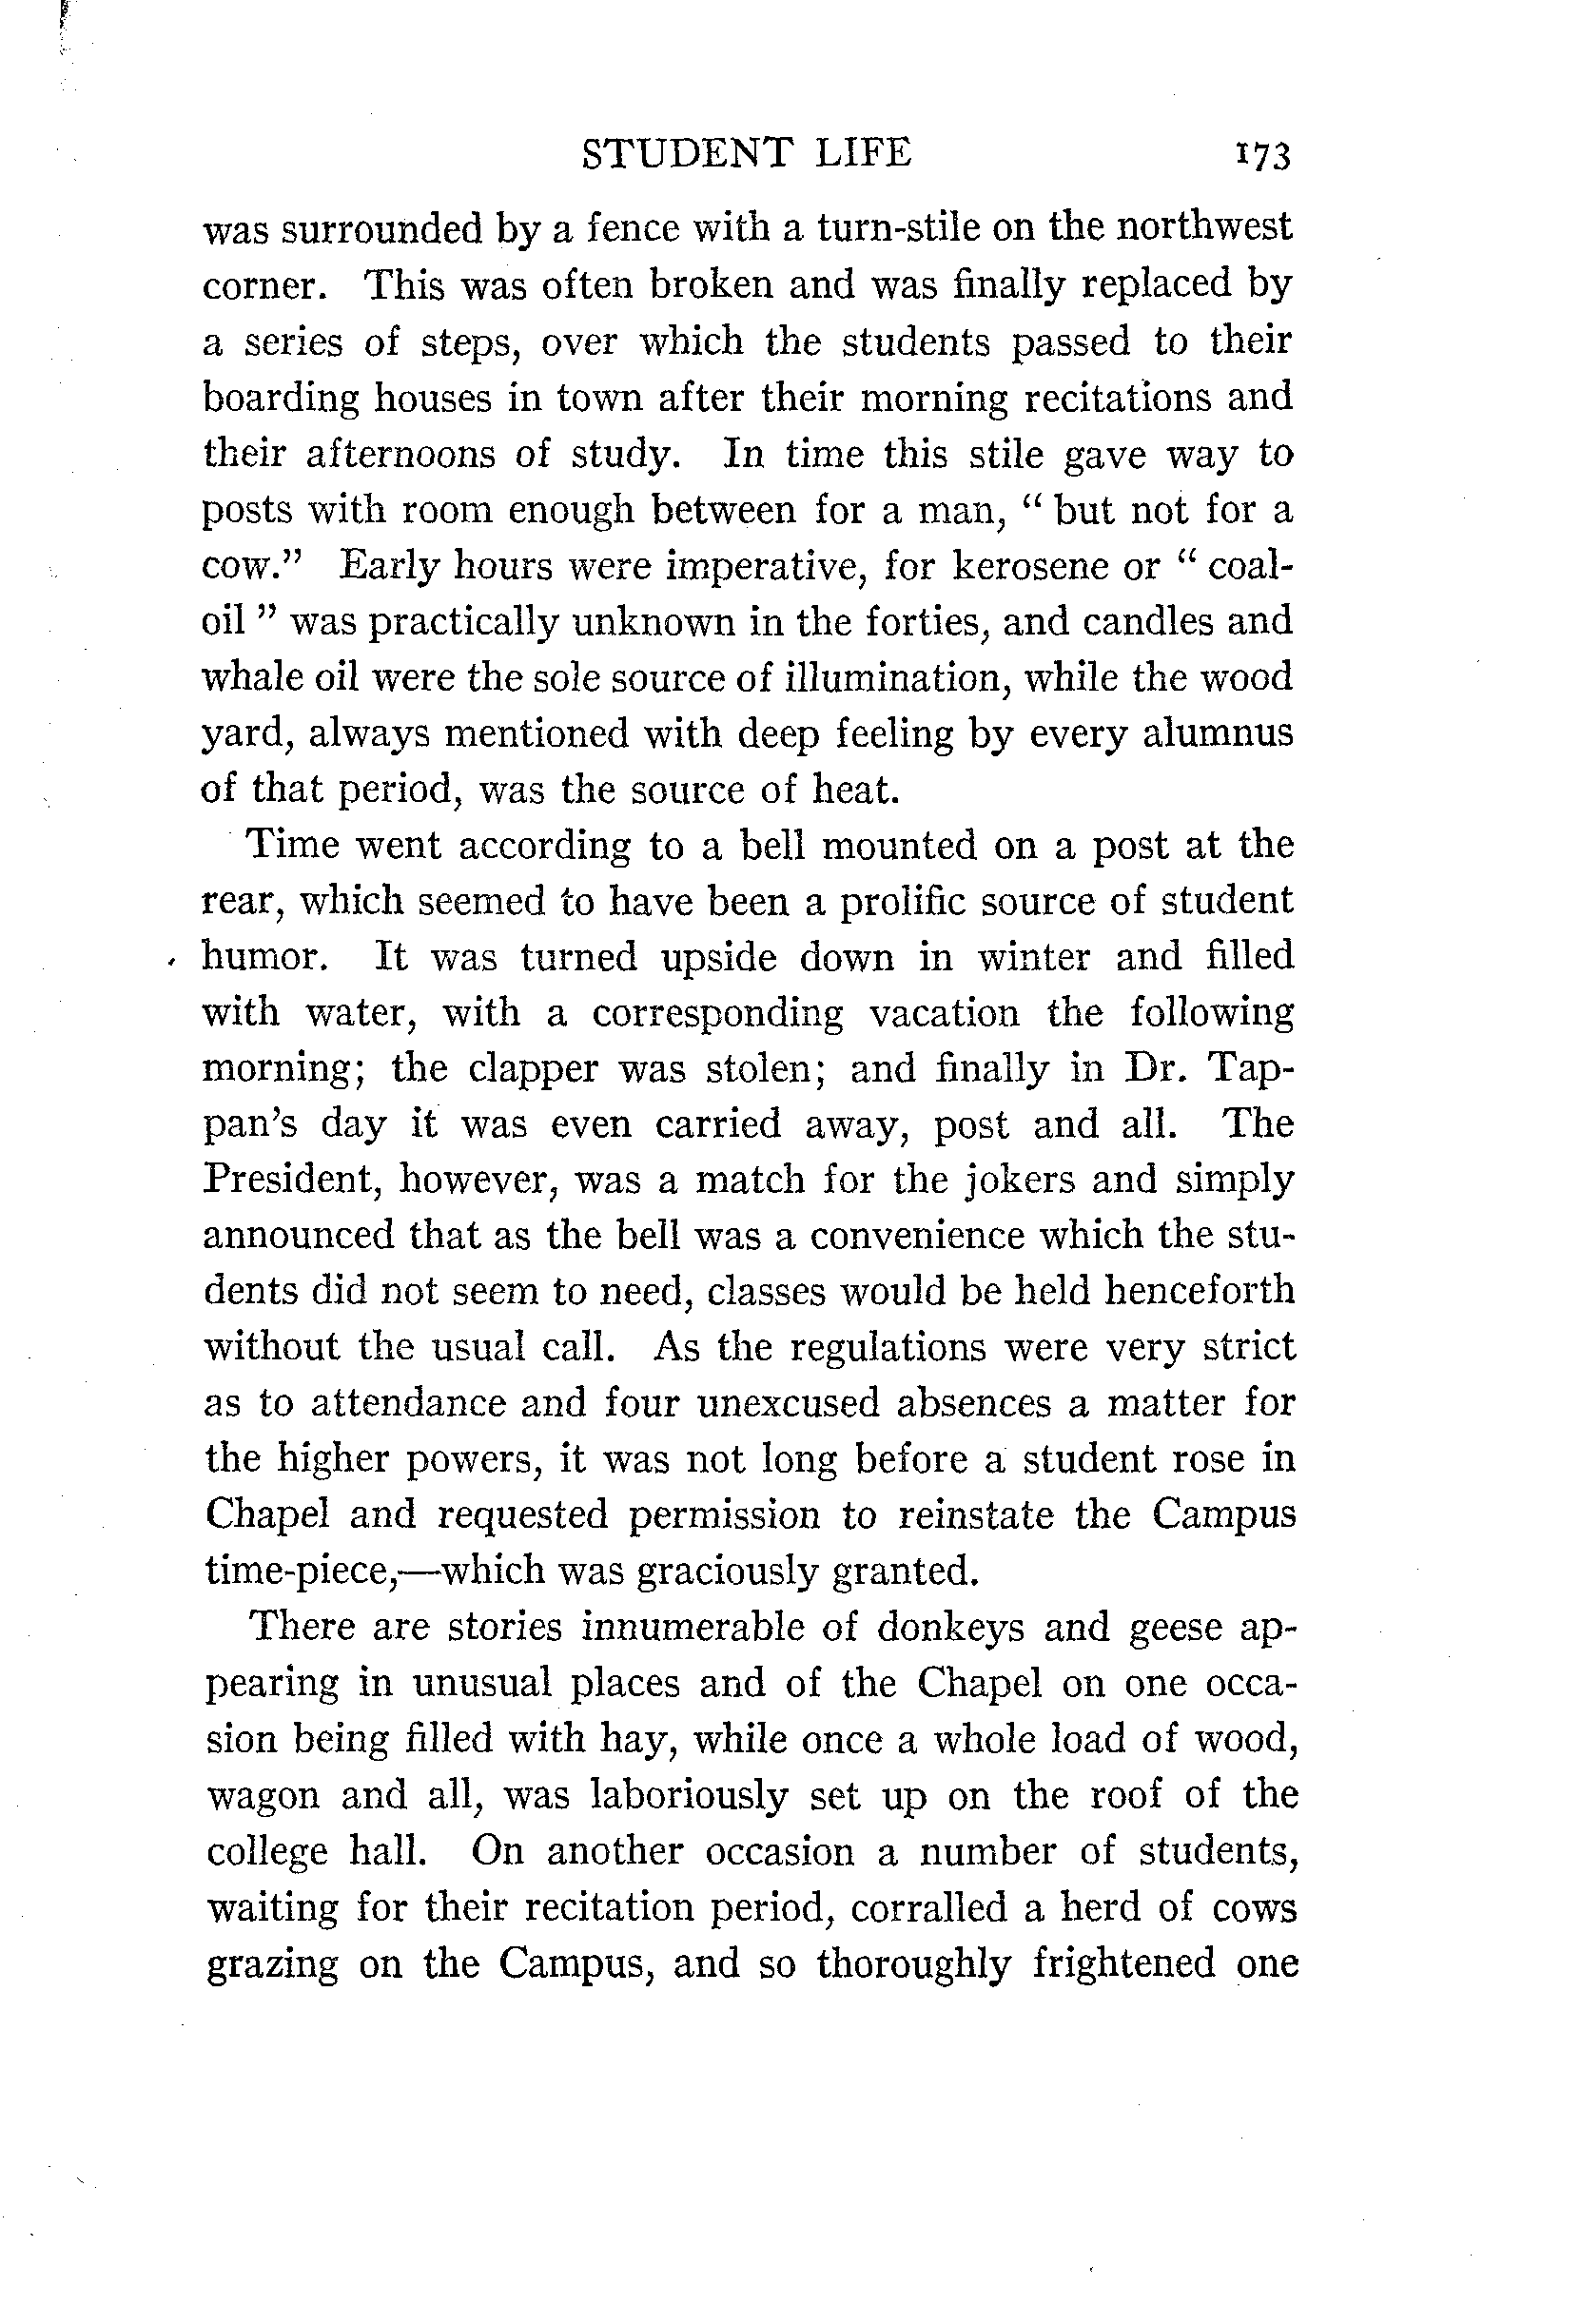 STUDENT LIFE 173
was surrounded by a fence with a turn-stile on the northwest
corner. This was often broken and was finally replaced by
a series of steps, over which the students passed to their
boarding houses in town after their morning recitations and
their afternoons of study. In time this stile gave way to
posts with room enough between for a man, “ but not for a
cow.” Early hours were imperative, for kerosene or “ coal-
oil ” was practically unknown in the forties, and candles and
whale oil were the sole source of illumination, while the wood
yard, always mentioned with deep feeling by every alumnus
of that period, was the source of heat.
Time went according to a bell mounted on a post at the
rear, which seemed to have been a prolific source of student
humor. It was turned upside down in winter and filled
with water, with a corresponding vacation the following
morning; the clapper was stolen; and finally in Dr. Tap-
pan’s day it was even carried away, post and all. The
President, however, was a match for the jokers and simply
announced that as the bell was a convenience which the stu-
dents did not seem to need, classes would be held henceforth
without the usual call. As the regulations were very strict
as to attendance and four unexcused absences a matter for
the higher powers, it was not long before a student rose in
Chapel and requested permission to reinstate the Campus
time-piece,—which was graciously granted.
There are stories innumerable of donkeys and geese ap-
pearing in unusual places and of the Chapel on one occa-
sion being filled with hay, while once a whole load of wood,
wagon and all, was laboriously set up on the roof of the
college hall. On another occasion a number of students,
waiting for their recitation period, corralled a herd of cows
grazing on the Campus, and so thoroughly frightened one